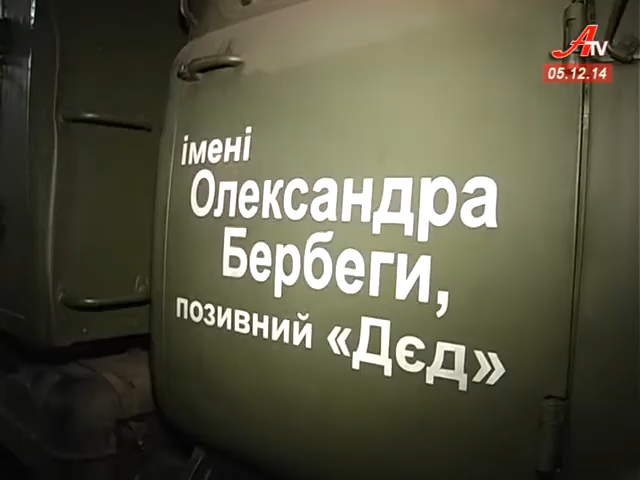 ATV
05.12.14
імені
Олександра
Бербеги,
позивний «Дєд»